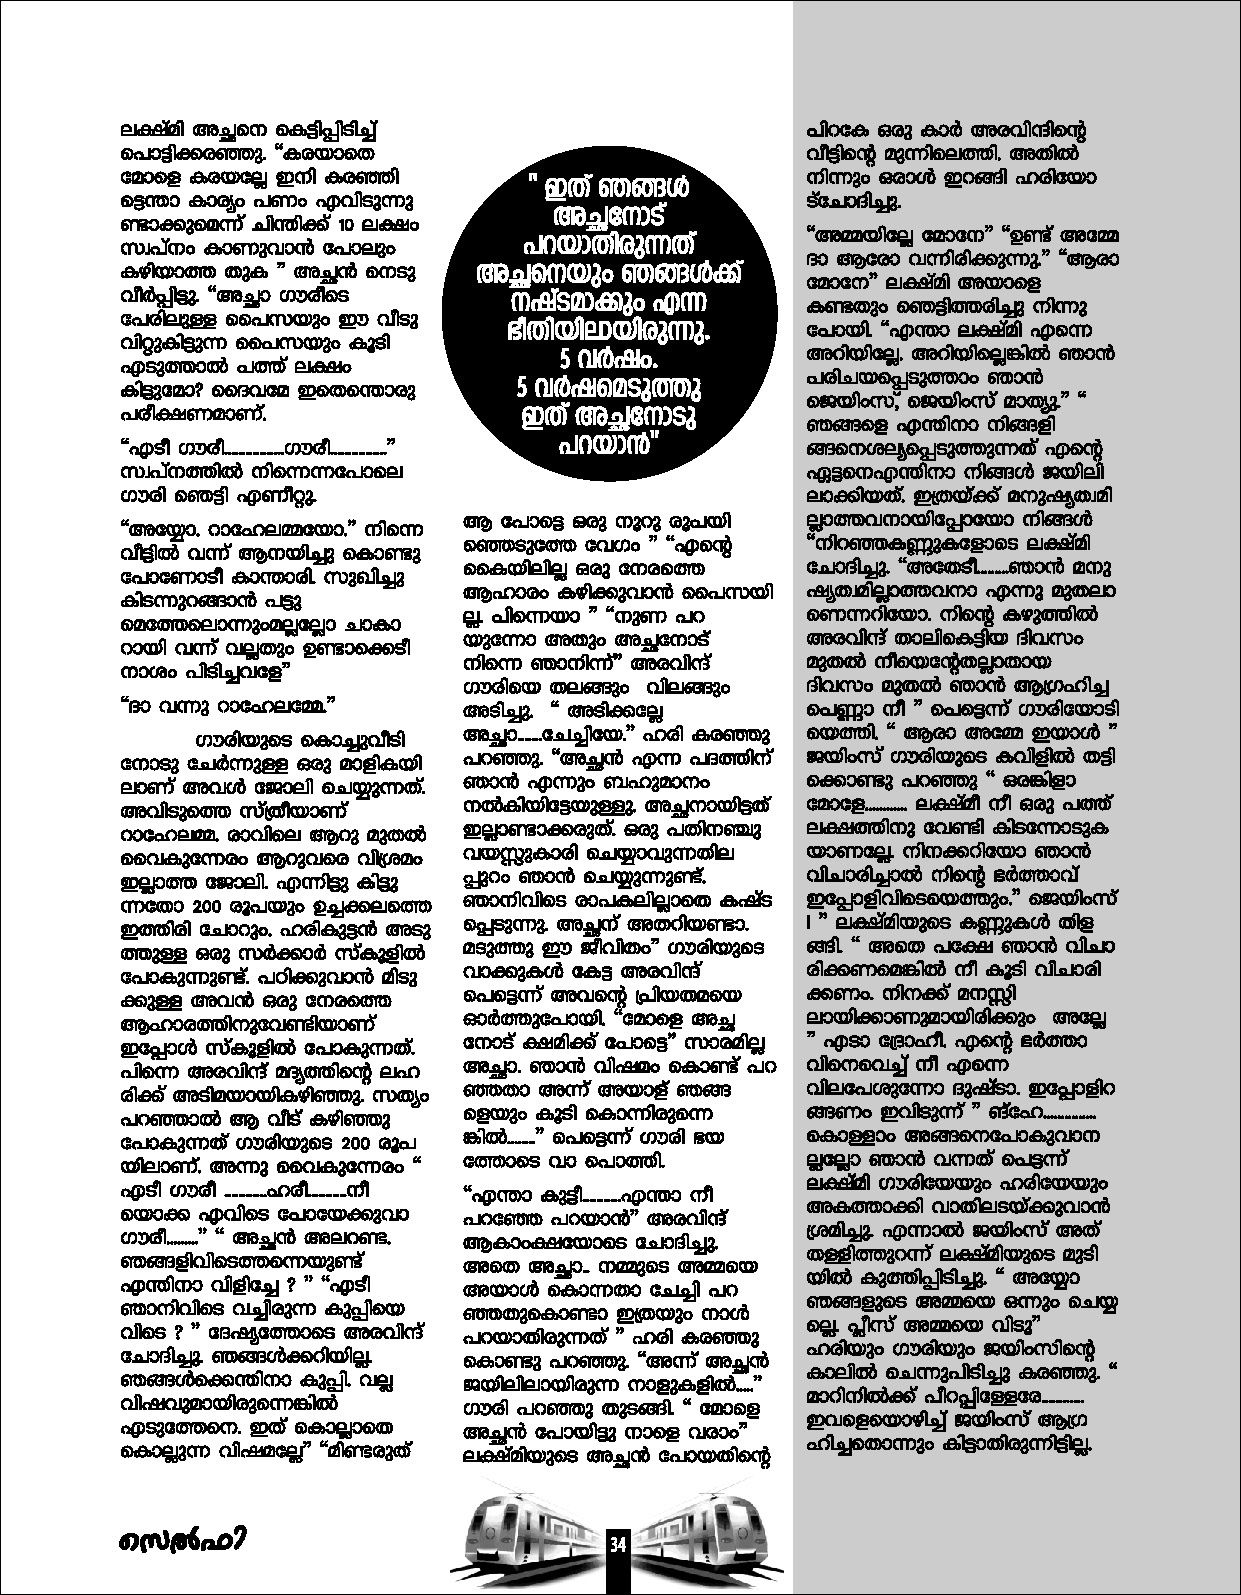 ലക്ഷ്മി അച്ഛനെ കെട്ടിപ്പിടിച്ച്
പൊട്ടിക്കരഞ്ഞു. “കരയാതെ
മോളെ കരയല്ലേ ഇനി കരഞ്ഞി
ട്ടെന്താ കാര്യം പണം എവിടുന്നു
ണ്ടാക്കുമെന്ന് ചിന്തിക്ക് 10 ലക്ഷം
സ്വപ്നം കാണുവാൻ പോലും
കഴിയാത്ത തുക ” അച്ഛൻ നെടു
വീർപ്പിട്ടു. “അച്ഛാ ഗൗരീടെ
പേരിലുള്ള പൈസയും ഈ വീടു
വിറ്റുകിട്ടുന്ന പൈസയും കൂടി
എടുത്താൽ പത്ത് ലക്ഷം
കിട്ടുമോ? ദൈവമേ ഇതെന്തൊരു
പരീക്ഷണമാണ്.
“എടീ ഗൗരീ............ഗൗരീ............”
സ്വപ്നത്തിൽ നിന്നെന്നപോലെ
ഗൗരി ഞെട്ടി എണീറ്റു.
“അയ്യോ. റാഹേലമ്മയോ.” നിന്നെ
വീട്ടിൽ വന്ന് ആനയിച്ചു കൊണ്ടു
പോണോടീ കാന്താരി. സുഖിച്ചു
കിടന്നുറങ്ങാൻ പട്ടു
മെത്തേലൊന്നുംമല്ലല്ലോ ചാകാ
റായി വന്ന് വല്ലതും ഉണ്ടാക്കെടീ
നാശം പിടിച്ചവളേ”
“ദാ വന്നു റാഹേലമ്മേ.”
ഗൗരിയുടെ കൊച്ചുവീടി
നോടു ചേർന്നുള്ള ഒരു മാളികയി
ലാണ് അവൾ ജോലി ചെയ്യുന്നത്.
അവിടുത്തെ സ്ത്രീയാണ്
റാഹേലമ്മ. രാവിലെ ആറു മുതൽ
വൈകുന്നേരം ആറുവരെ വിശ്രമം
ഇല്ലാത്ത ജോലി. എന്നിട്ടു കിട്ടു
ന്നതോ 200 രൂപയും ഉച്ചക്കലത്തെ
ഇത്തിരി ചോറും. ഹരികുട്ടൻ അടു
ത്തുള്ള ഒരു സർക്കാർ സ്കൂളിൽ
പോകുന്നുണ്ട്. പഠിക്കുവാൻ മിടു
ക്കുള്ള അവൻ ഒരു നേരത്തെ
ആഹാരത്തിനുവേണ്ടിയാണ്
ഇപ്പോൾ സ്കൂളിൽ പോകുന്നത്.
പിന്നെ അരവിന്ദ് മദ്യത്തിന്റെ ലഹ
രിക്ക് അടിമയായികഴിഞ്ഞു. സത്യം
പറഞ്ഞാൽ ആ വീട് കഴിഞ്ഞു
പോകുന്നത് ഗൗരിയുടെ 200 രൂപ
യിലാണ്. അന്നു വൈകുന്നേരം “
എടീ ഗൗരീ ........ഹരീ.......നീ
യൊക്ക എവിടെ പോയേക്കുവാ
ഗൗരീ........” “ അച്ഛൻ അലറണ്ട.
ഞങ്ങളിവിടെത്തന്നെയുണ്ട്
എന്തിനാ വിളിച്ചേ ? ” “എടീ
ഞാനിവിടെ വച്ചിരുന്ന കുപ്പിയെ
വിടെ ? ” ദേഷ്യത്തോടെ അരവിന്ദ്
ചോദിച്ചു. ഞങ്ങൾക്കറിയില്ല.
ഞങ്ങൾക്കെന്തിനാ കുപ്പി. വല്ല
വിഷവുമായിരുന്നെങ്കിൽ
എടുത്തേനെ. ഇത് കൊല്ലാതെ
കൊല്ലുന്ന വിഷമല്ലേ” “മിണ്ടരുത്
" ഇത് ഞങ്ങൾ
അച്ഛനോട്
പറയാതിരുന്നത്
അച്ഛനെയും ഞങ്ങൾക്ക്
നഷ്ടമാക്കും എന്ന
ഭീതിയിലായിരുന്നു.
5 വർഷം.
5 വർഷമെടുത്തു
ഇത് അച്ഛനോടു
പറയാൻ"
ആ പോട്ടെ ഒരു നൂറു രൂപയി
ഞ്ഞെടുത്തേ വേഗം ” “എന്റെ
കൈയിലില്ല ഒരു നേരത്തെ
ആഹാരം കഴിക്കുവാൻ പൈസയി
ല്ല. പിന്നെയാ ” “നുണ പറ
യുന്നോ അതും അച്ഛനോട്
നിന്നെ ഞാനിന്ന്” അരവിന്ദ്
ഗൗരിയെ തലങ്ങും വിലങ്ങും
അടിച്ചു. “ അടിക്കല്ലേ
അച്ഛാ.....ചേച്ചിയേ.” ഹരി കരഞ്ഞു
പറഞ്ഞു. “അച്ഛൻ എന്ന പദത്തിന്
ഞാൻ എന്നും ബഹുമാനം
നൽകിയിട്ടേയുള്ളു. അച്ഛനായിട്ടത്
ഇല്ലാണ്ടാക്കരുത്. ഒരു പതിനഞ്ചു
വയസ്സുകാരി ചെയ്യാവുന്നതില
പ്പുറം ഞാൻ ചെയ്യുന്നുണ്ട്.
ഞാനിവിടെ രാപകലില്ലാതെ കഷ്ട
പ്പെടുന്നു. അച്ഛന് അതറിയണ്ടാ.
മടുത്തു ഈ ജീവിതം” ഗൗരിയുടെ
വാക്കുകൾ കേട്ട അരവിന്ദ്
പെട്ടെന്ന് അവന്റെ പ്രിയതമയെ
ഓർത്തുപോയി. “മോളെ അച്ഛ
നോട് ക്ഷമിക്ക് പോട്ടെ” സാരമില്ല
അച്ഛാ. ഞാൻ വിഷമം കൊണ്ട് പറ
ഞ്ഞതാ അന്ന് അയാള് ഞങ്ങ
ളെയും കൂടി കൊന്നിരുന്നെ
ങ്കിൽ......” പെട്ടെന്ന് ഗൗരി ഭയ
ത്തോടെ വാ പൊത്തി.
“എന്താ കുട്ടീ........എന്താ നീ
പറഞ്ഞേ പറയാൻ” അരവിന്ദ്
ആകാംക്ഷയോടെ ചോദിച്ചു.
അതെ അച്ഛാ.. നമ്മുടെ അമ്മയെ
അയാൾ കൊന്നതാ ചേച്ചി പറ
ഞ്ഞതുകൊണ്ടാ ഇത്രയും നാൾ
പറയാതിരുന്നത് ” ഹരി കരഞ്ഞു
കൊണ്ടു പറഞ്ഞു. “അന്ന് അച്ഛൻ
ജയിലിലായിരുന്ന നാളുകളിൽ.....”
ഗൗരി പറഞ്ഞു തുടങ്ങി. “ മോളെ
അച്ഛൻ പോയിട്ടു നാളെ വരാം”
ലക്ഷ്മിയുടെ അച്ഛൻ പോയതിന്റെ
പിറകേ ഒരു കാർ അരവിന്ദിന്റെ
വീട്ടിന്റെ മുന്നിലെത്തി. അതിൽ
നിന്നും ഒരാൾ ഇറങ്ങി ഹരിയോ
ട്ചോദിച്ചു.
“അമ്മയില്ലേ മോനേ” “ഉണ്ട് അമ്മേ
ദാ ആരോ വന്നിരിക്കുന്നു.” “ആരാ
മോനേ” ലക്ഷ്മി അയാളെ
കണ്ടതും ഞെട്ടിത്തരിച്ചു നിന്നു
പോയി. “എന്താ ലക്ഷ്മി എന്നെ
അറിയില്ലേ. അറിയില്ലെങ്കിൽ ഞാൻ
പരിചയപ്പെടുത്താം ഞാൻ
ജെയിംസ്, ജെയിംസ് മാത്യു.” “
ഞങ്ങളെ എന്തിനാ നിങ്ങളി
ങ്ങനെശല്യപ്പെടുത്തുന്നത് എന്റെ
ഏട്ടനെഎന്തിനാ നിങ്ങൾ ജയിലി
ലാക്കിയത്. ഇത്രയ്ക്ക് മനുഷ്യത്വമി
ല്ലാത്തവനായിപ്പോയോ നിങ്ങൾ
“നിറഞ്ഞകണ്ണുകളോടെ ലക്ഷ്മി
ചോദിച്ചു. “അതേടീ........ഞാൻ മനു
ഷ്യത്വമില്ലാത്തവനാ എന്നു മുതലാ
ണെന്നറിയോ. നിന്റെ കഴുത്തിൽ
അരവിന്ദ് താലികെട്ടിയ ദിവസം
മുതൽ നീയെന്റേതല്ലാതായ
ദിവസം മുതൽ ഞാൻ ആഗ്രഹിച്ച
പെണ്ണാ നീ ” പെട്ടെന്ന് ഗൗരിയോടി
യെത്തി. “ ആരാ അമ്മേ ഇയാൾ ”
ജയിംസ് ഗൗരിയുടെ കവിളിൽ തട്ടി
ക്കൊണ്ടു പറഞ്ഞു “ ഒരങ്കിളാ
മോളേ........... ലക്ഷ്മീ നീ ഒരു പത്ത്
ലക്ഷത്തിനു വേണ്ടി കിടന്നോടുക
യാണല്ലേ. നിനക്കറിയോ ഞാൻ
വിചാരിച്ചാൽ നിന്റെ ഭർത്താവ്
ഇപ്പോളിവിടെയെത്തും.” ജെയിംസ്
! ” ലക്ഷ്മിയുടെ കണ്ണുകൾ തിള
ങ്ങി. “ അതെ പക്ഷേ ഞാൻ വിചാ
രിക്കണമെങ്കിൽ നീ കൂടി വിചാരി
ക്കണം. നിനക്ക് മനസ്സി
ലായിക്കാണുമായിരിക്കും അല്ലേ
” എടാ ദ്രോഹീ. എന്റെ ഭർത്താ
വിനെവെച്ച് നീ എന്നെ
വിലപേശുന്നോ ദുഷ്ടാ. ഇപ്പോളിറ
ങ്ങണം ഇവിടുന്ന് ” ങ്ഹേ.............
കൊള്ളാം അങ്ങനെപോകുവാന
ല്ലല്ലോ ഞാൻ വന്നത് പെട്ടന്ന്
ലക്ഷ്മി ഗൗരിയേയും ഹരിയേയും
അകത്താക്കി വാതിലടയ്ക്കുവാൻ
ശ്രമിച്ചു. എന്നാൽ ജയിംസ് അത്
തള്ളിത്തുറന്ന് ലക്ഷ്മിയുടെ മുടി
യിൽ കുത്തിപ്പിടിച്ചു. “ അയ്യോ
ഞങ്ങളുടെ അമ്മയെ ഒന്നും ചെയ്യ
ല്ലെ. പ്ലീസ് അമ്മയെ വിടൂ”
ഹരിയും ഗൗരിയും ജയിംസിന്റെ
കാലിൽ ചെന്നുപിടിച്ചു കരഞ്ഞു. “
മാറിനിൽക്ക് പീറപ്പിള്ളേരേ..........
ഇവളെയൊഴിച്ച് ജയിംസ് ആഗ്ര
ഹിച്ചതൊന്നും കിട്ടാതിരുന്നിട്ടില്ല.
സെൽഫി
34